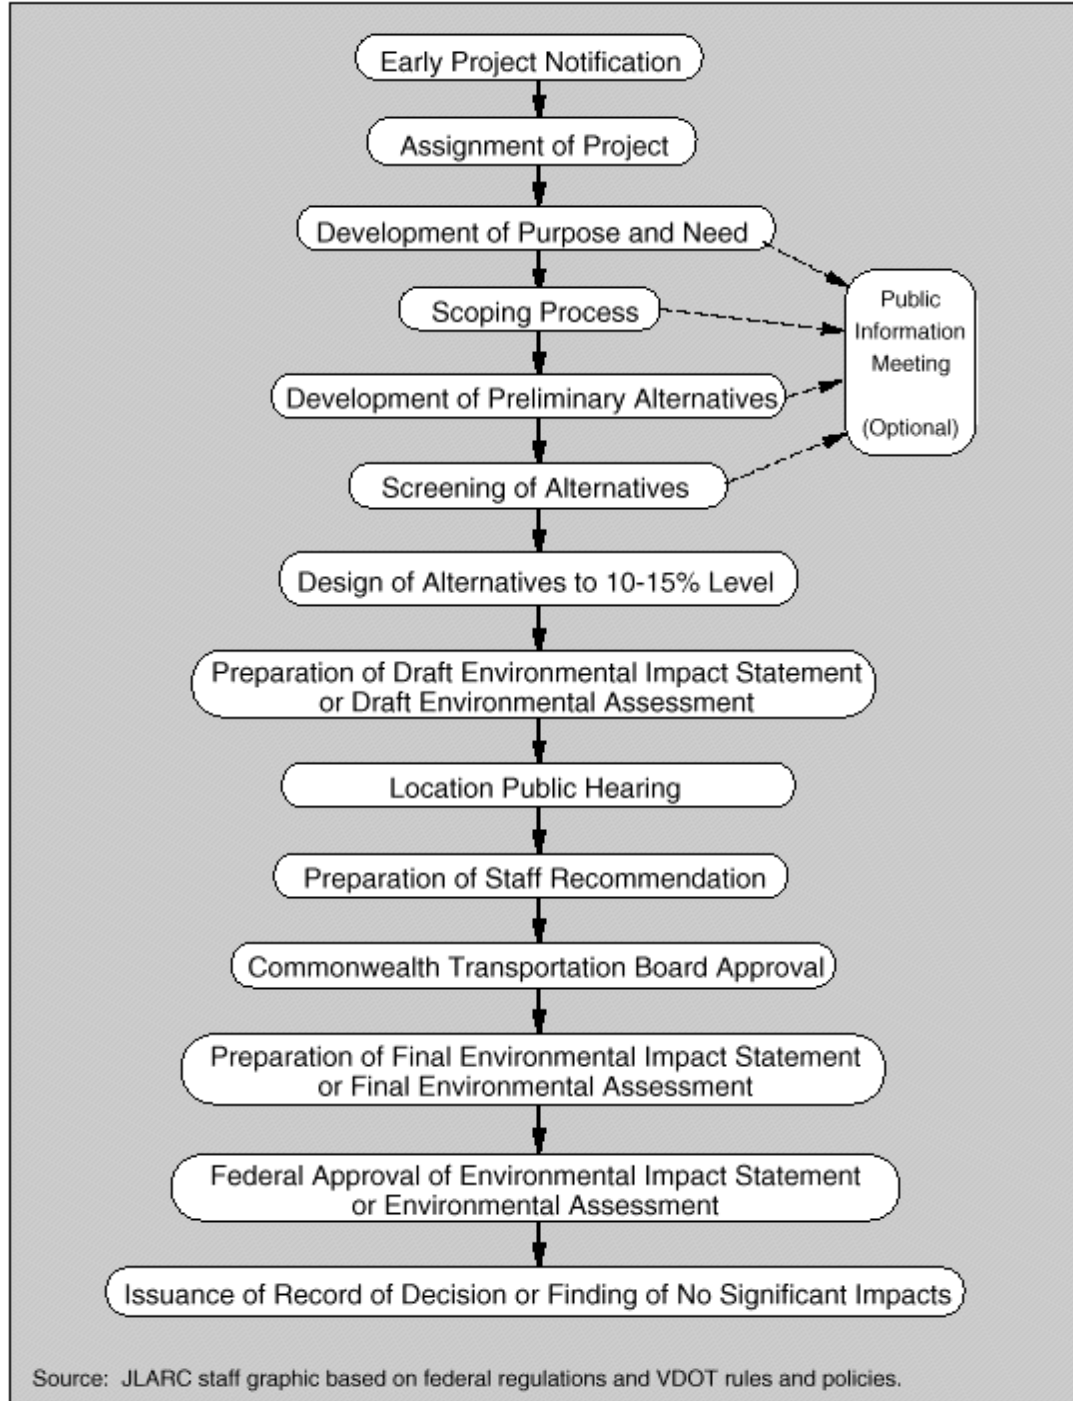 Early Project Notification
Assignment of Project
Development of Purpose and Need
Scoping Process
Development of Preliminary Alternatives
Screening of Alternatives
Public
Information
Meeting
(Optional)
Design of Alternatives to 10-15% Level
Preparation of Draft Environmental Impact Statement
or Draft Environmental Assessment
Location Public Hearing
Preparation of Staff Recommendation
Commonwealth Transportation Board Approval
Preparation of Final Environmental Impact Statement
or Final Environmental Assessment
Federal Approval of Environmental Impact Statement
or Environmental Assessment
Issuance of Record of Decision or Finding of No Significant Impacts
Source: JLARC staff graphic based on federal regulations and VDOT rules and policies.